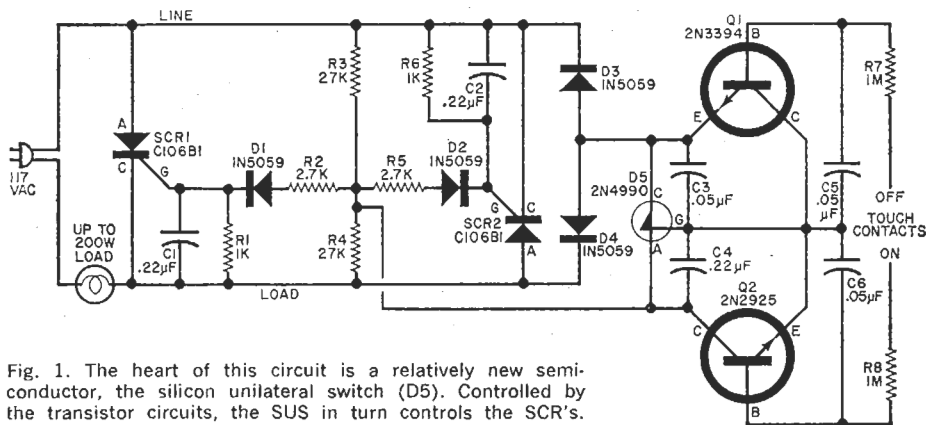 LINE
Q1
2N3394
B
R3
27K
R6
1K
C2
.22µF
D3
IN5059
R7
1M
E
C
A
SCR1
C106B1
C
G
117
VAC
D1
IN5059
R2
2.7K
R5
2.7K
D2
IN5059
G
C
SCR2
C106B1
A
D5
2N4990
C
G
A
C3
.05µF
C5
.05
µF
OFF
TOUCH
CONTACTS
ON
UP TO
200W
LOAD
C1
.22µF
R1
1K
R4
27K
D4
IN5059
C4
.22µF
Q2
2N2925
C6
.05µF
LOAD
C
E
B
R8
1M
Fig. 1. The heart of this circuit is a relatively new semi-
conductor, the silicon unilateral switch (D5). Controlled by
the transistor circuits, the SUS in turn controls the SCR's.